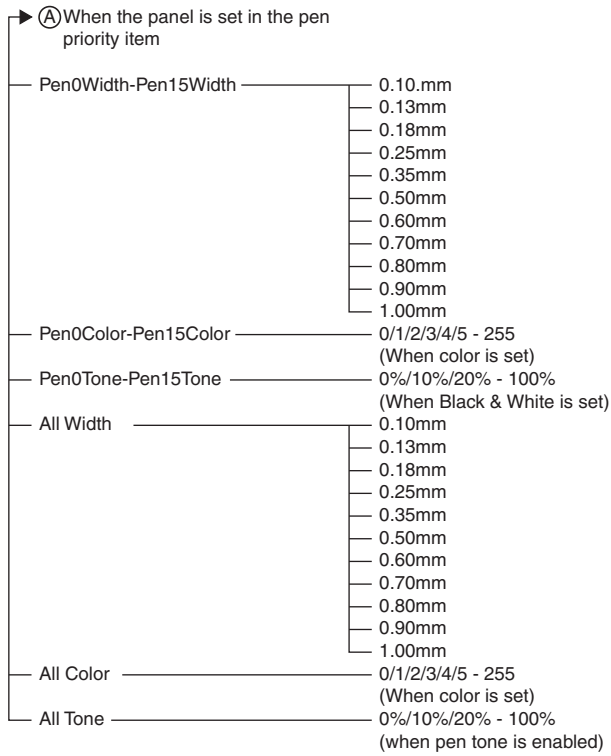 Ⓐ When the panel is set in the pen
priority item
Pen0Width-Pen15Width
0.10.mm
0.13mm
0.18mm
0.25mm
0.35mm
0.50mm
0.60mm
0.70mm
0.80mm
0.90mm
1.00mm
Pen0Color-Pen15Color
0/1/2/3/4/5 - 255
(When color is set)
Pen0Tone-Pen15Tone
0%/10%/20% - 100%
(When Black & White is set)
All Width
0.10mm
0.13mm
0.18mm
0.25mm
0.35mm
0.50mm
0.60mm
0.70mm
0.80mm
0.90mm
1.00mm
All Color
0/1/2/3/4/5 - 255
(When color is set)
All Tone
0%/10%/20% - 100%
(when pen tone is enabled)